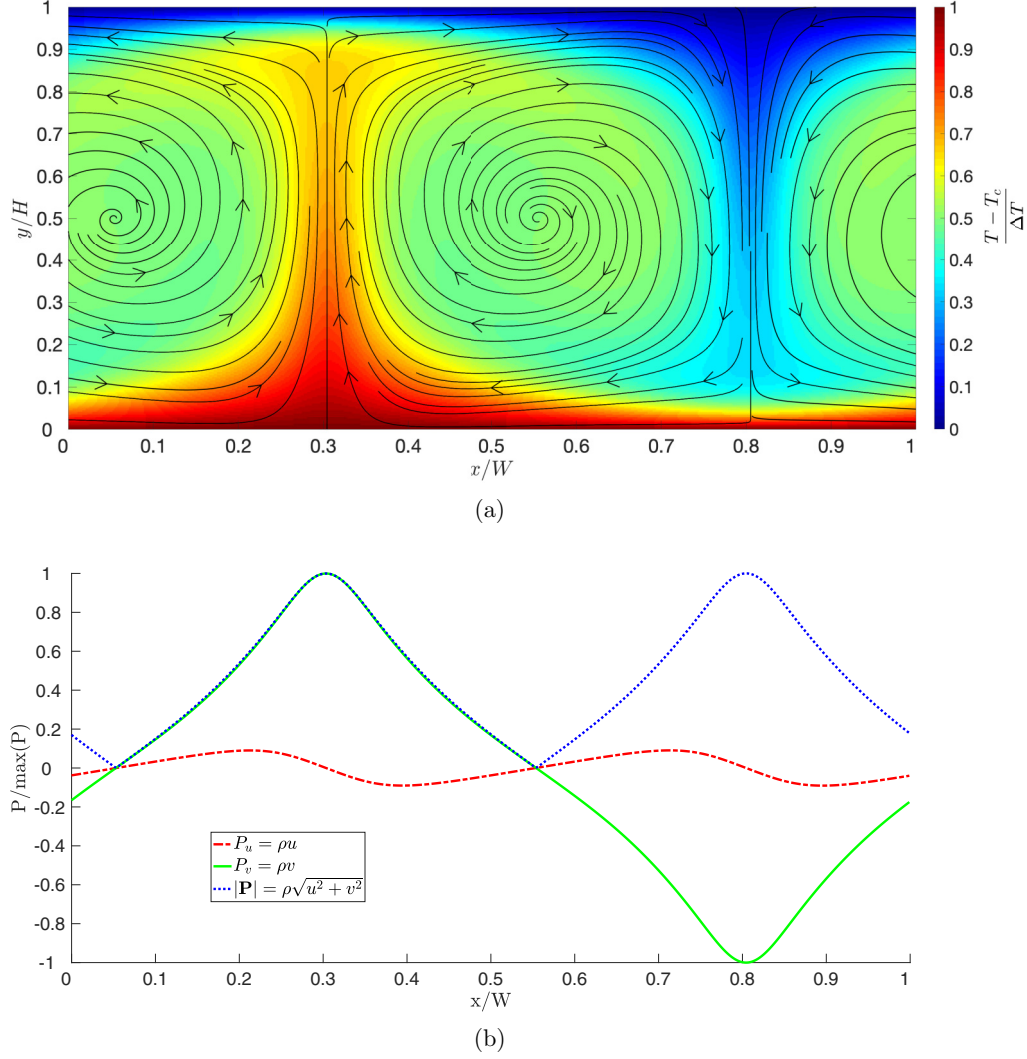 1
0.9
0.8
0.7
0.6
0.5
0.4
0.3
0.2
0.1
0
y/H
0 0.1 0.2 0.3 0.4 0.5 0.6 0.7 0.8 0.9 1
x/W
1
0.9
0.8
0.7
0.6
0.5
0.4
0.3
0.2
0.1
0
T − T_c
ΔT
(a)
1
0.8
0.6
0.4
0.2
0
-0.2
-0.4
-0.6
-0.8
-1
P/max(P)
P_u = ρu
P_v = ρv
|P| = ρ√u² + v²
0 0.1 0.2 0.3 0.4 0.5 0.6 0.7 0.8 0.9 1
x/W
(b)